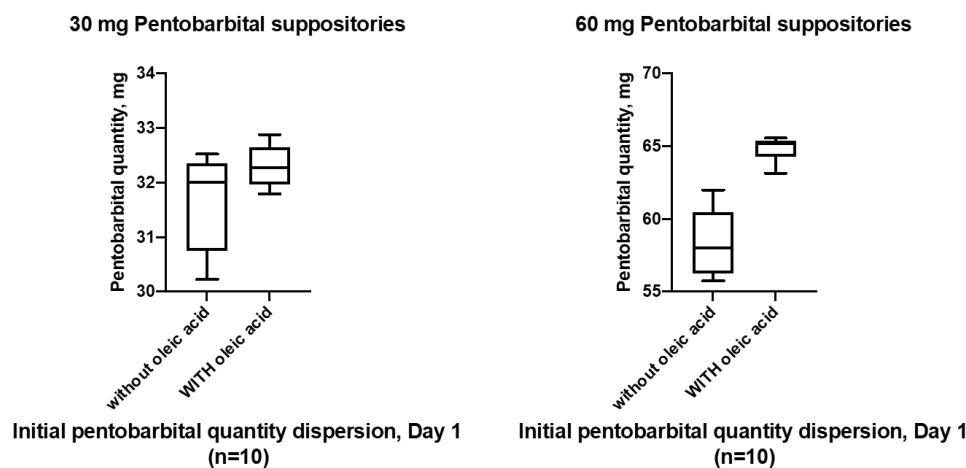 30 mg Pentobarbital suppositories
Pentobarbital quantity, mg
34
33
32
31
30
without oleic acid
WITH oleic acid
Initial pentobarbital quantity dispersion, Day 1
(n=10)
60 mg Pentobarbital suppositories
Pentobarbital quantity, mg
70
65
60
55
without oleic acid
WITH oleic acid
Initial pentobarbital quantity dispersion, Day 1
(n=10)